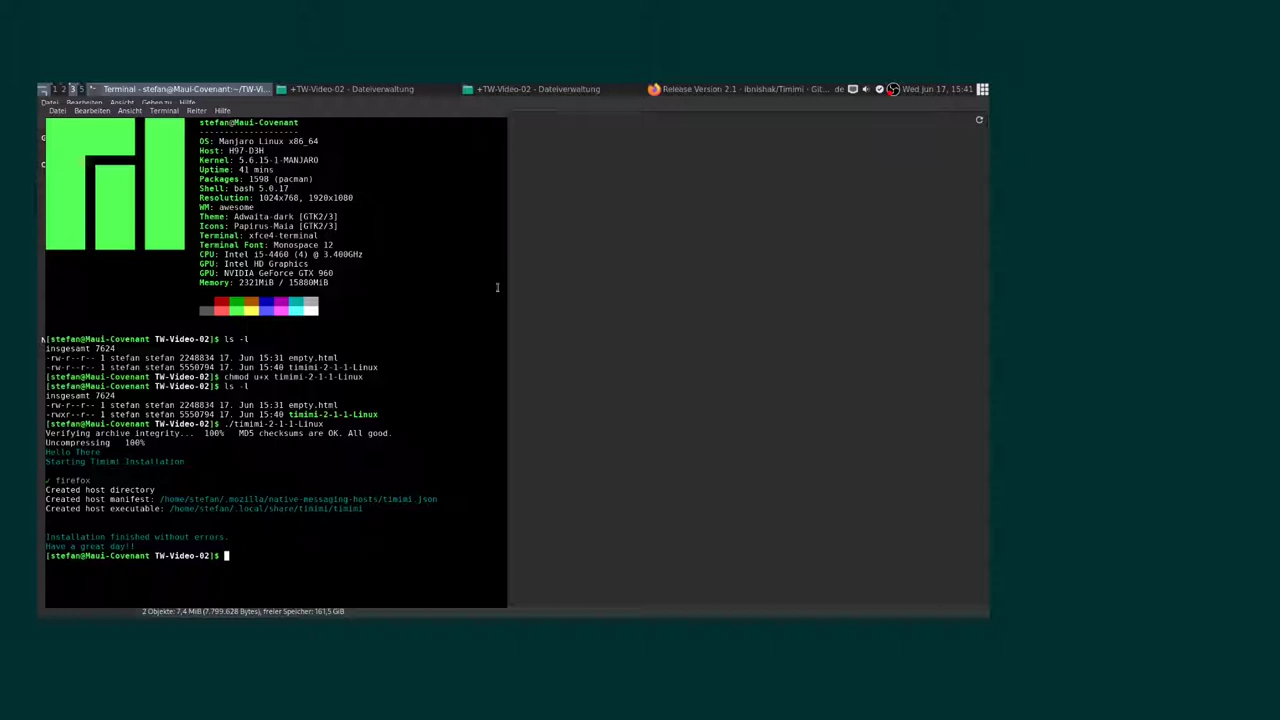 1 2 3 5 Terminal - stefan@Maui-Covenant:~/TW-Vi... +TW-Video-02 - Dateiverwaltung +TW-Video-02 - Dateiverwaltung Release Version 2.1 · ibnishak/Timimi · Git... de Wed Jun 17, 15:41
Datei Bearbeiten Ansicht Gehen zu Hilfe
Datei Bearbeiten Ansicht Terminal Reiter Hilfe
stefan@Maui-Covenant
--------------------
OS: Manjaro Linux x86_64
Host: H97-D3H
Kernel: 5.6.15-1-MANJARO
Uptime: 41 mins
Packages: 1598 (pacman)
Shell: bash 5.0.17
Resolution: 1024x768, 1920x1080
WM: awesome
Theme: Adwaita-dark [GTK2/3]
Icons: Papirus-Maia [GTK2/3]
Terminal: xfce4-terminal
Terminal Font: Monospace 12
CPU: Intel i5-4460 (4) @ 3.400GHz
GPU: Intel HD Graphics
GPU: NVIDIA GeForce GTX 960
Memory: 2321MiB / 15880MiB
[stefan@Maui-Covenant TW-Video-02]$ ls -l
insgesamt 7624
-rw-r--r-- 1 stefan stefan 2248834 17. Jun 15:31 empty.html
-rw-r--r-- 1 stefan stefan 5550794 17. Jun 15:40 timimi-2-1-1-Linux
[stefan@Maui-Covenant TW-Video-02]$ chmod u+x timimi-2-1-1-Linux
[stefan@Maui-Covenant TW-Video-02]$ ls -l
insgesamt 7624
-rw-r--r-- 1 stefan stefan 2248834 17. Jun 15:31 empty.html
-rwxr--r-- 1 stefan stefan 5550794 17. Jun 15:40 timimi-2-1-1-Linux
[stefan@Maui-Covenant TW-Video-02]$ ./timimi-2-1-1-Linux
Verifying archive integrity... 100% MD5 checksums are OK. All good.
Uncompressing 100%
Hello There
Starting Timimi Installation
✓ firefox
Created host directory
Created host manifest: /home/stefan/.mozilla/native-messaging-hosts/timimi.json
Created host executable: /home/stefan/.local/share/timimi/timimi
Installation finished without errors.
Have a great day!!
[stefan@Maui-Covenant TW-Video-02]$
2 Objekte: 7,4 MiB (7.799.628 Bytes), freier Speicher: 161,5 GiB